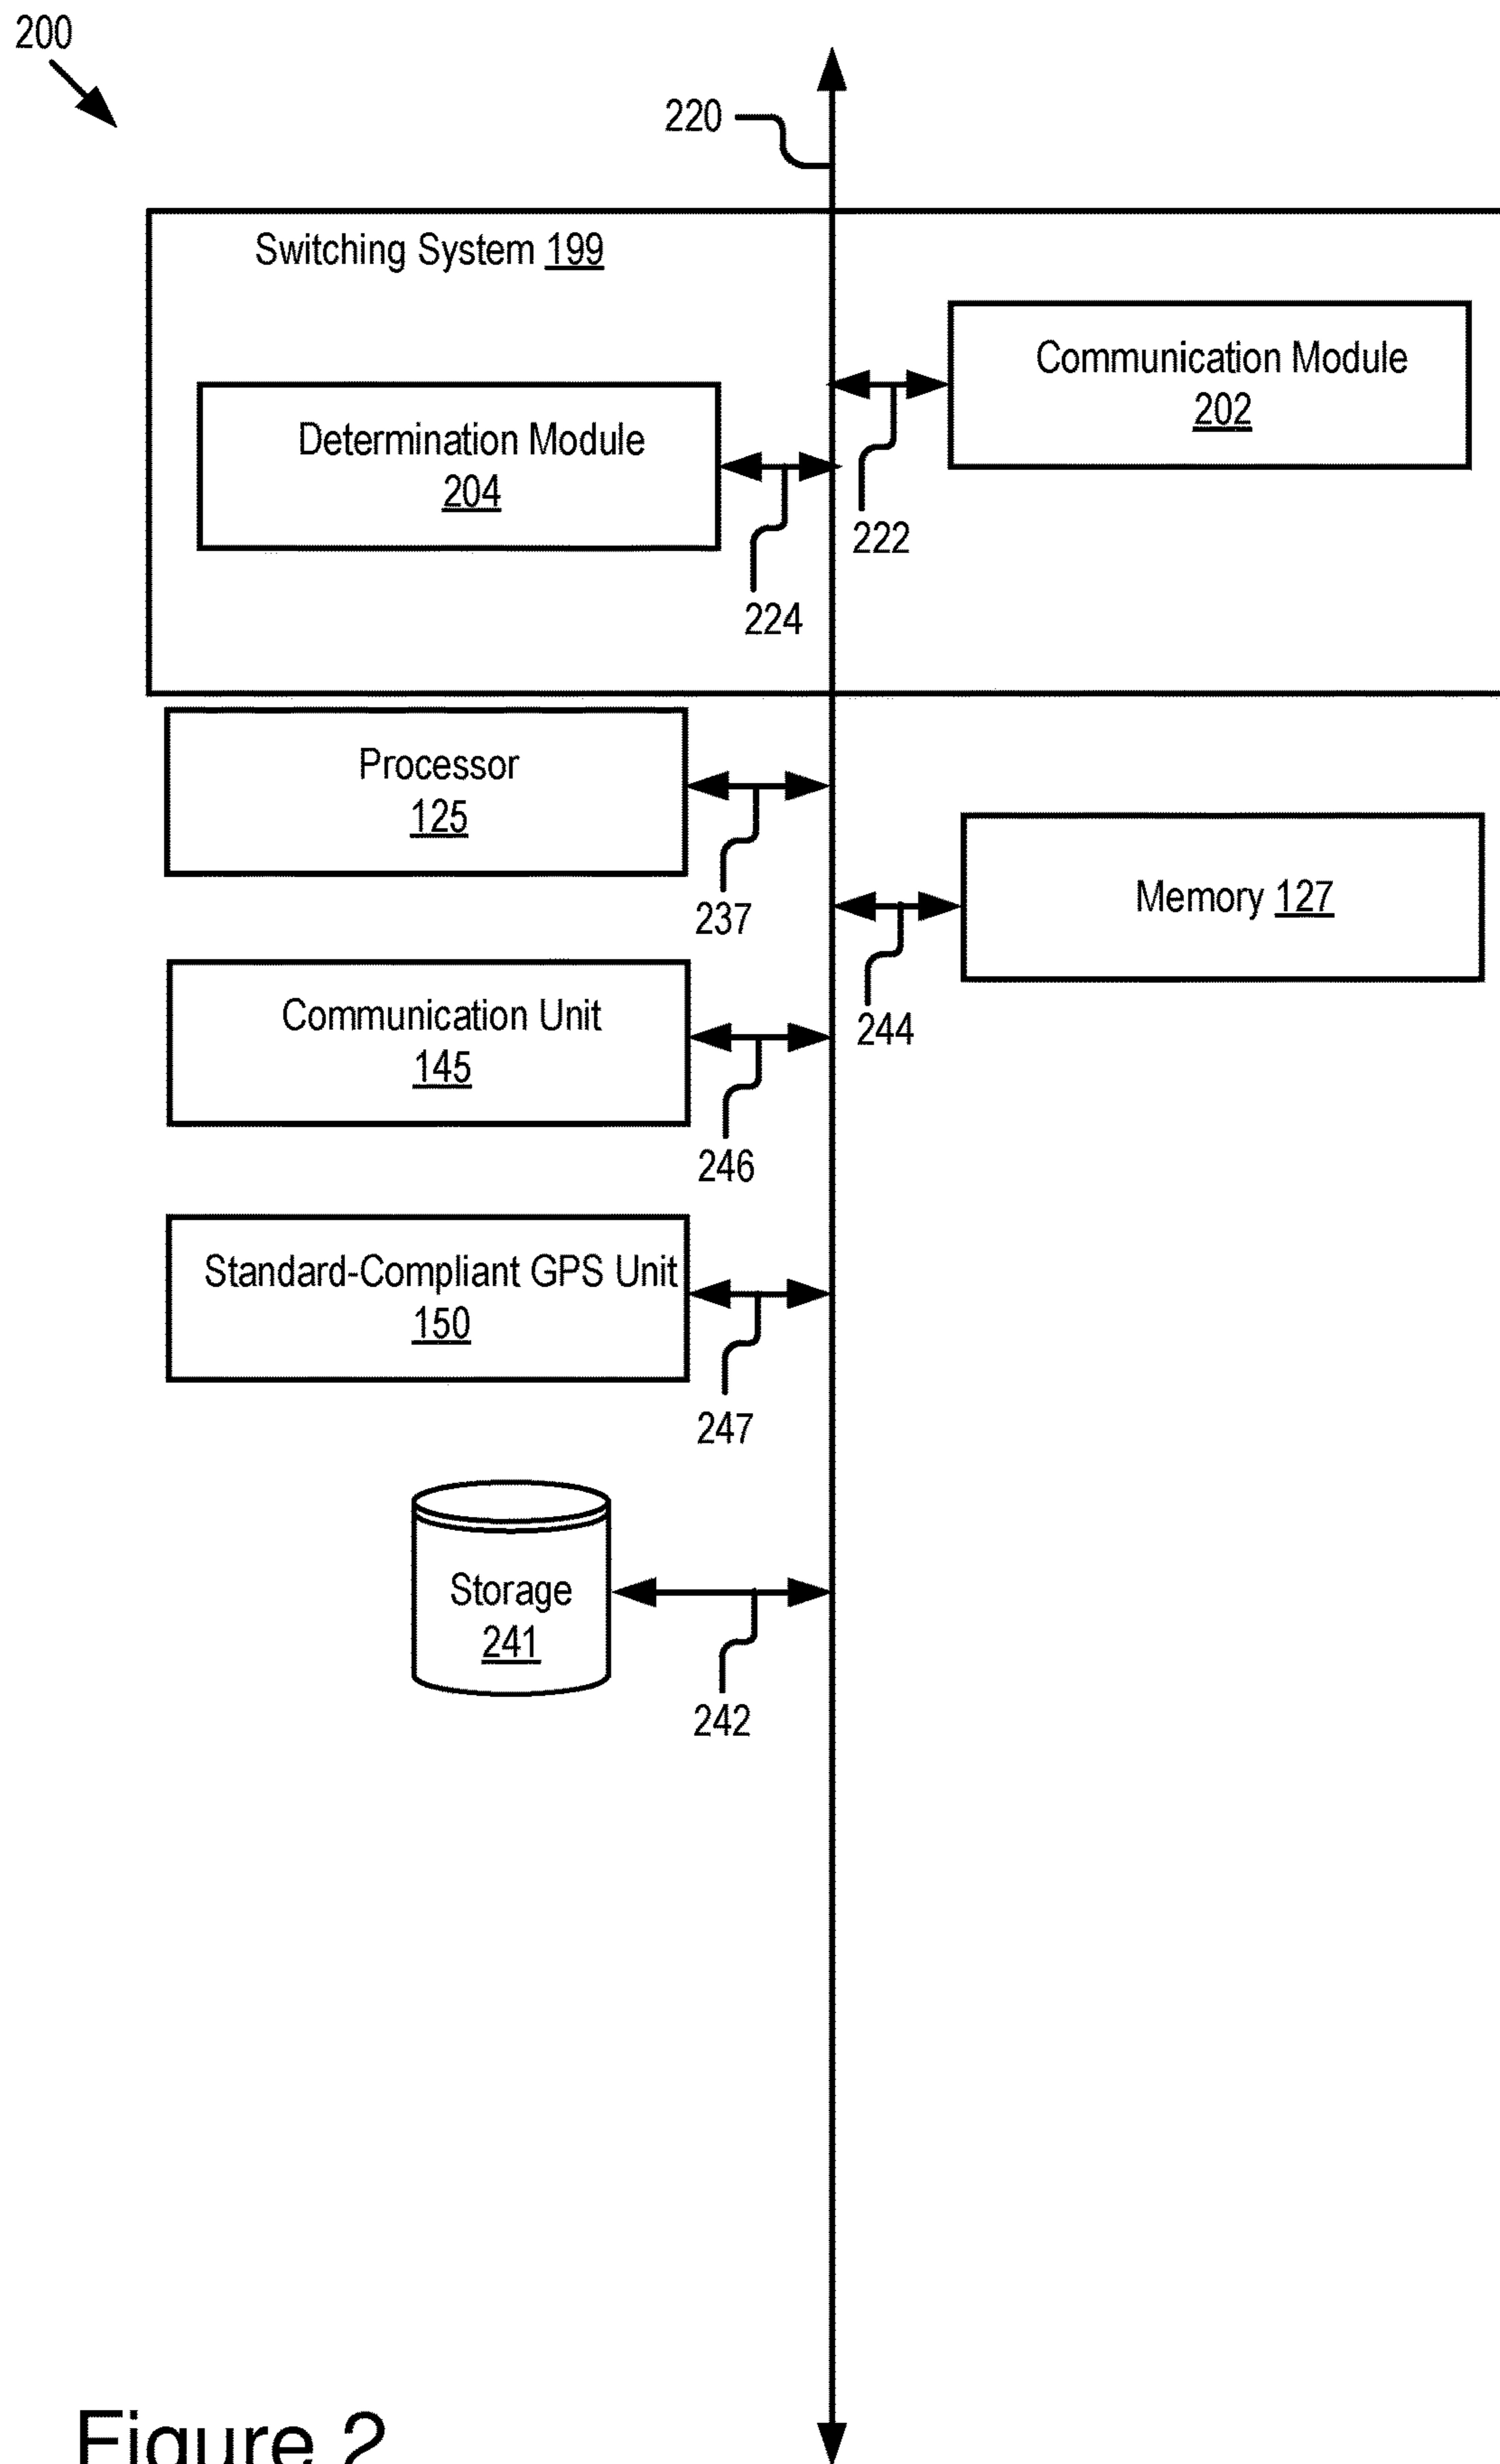 200
220
Switching System 199
Communication Module
202
Determination Module
204
222
224
Processor
125
237
Memory 127
Communication Unit
145
244
246
Standard-Compliant GPS Unit
150
247
Storage
241
242
Figure 2